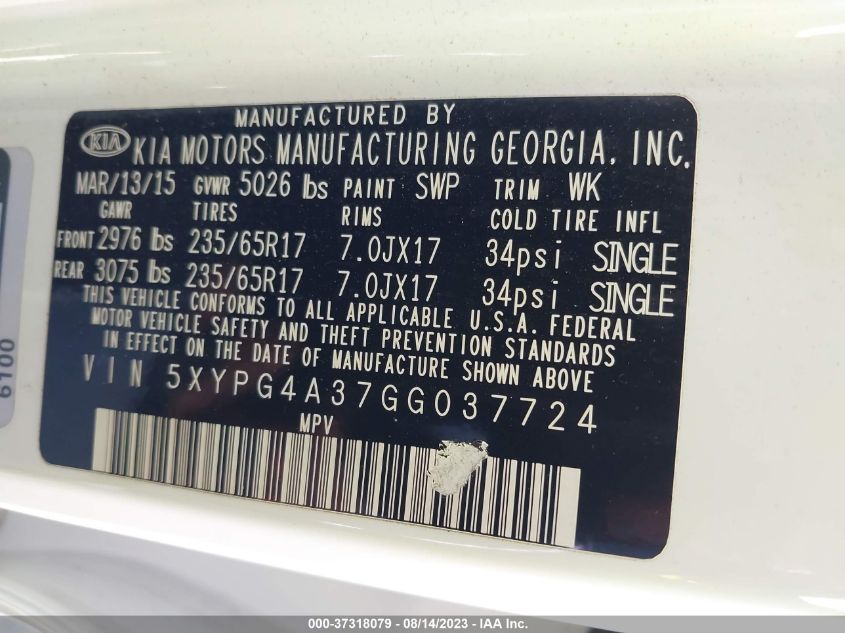 MANUFACTURED BY
KIA KIA MOTORS MANUFACTURING GEORGIA, INC.
MAR/13/15 GVWR 5026 lbs PAINT SWP TRIM WK
GAWR TIRES RIMS COLD TIRE INFL
FRONT 2976 lbs 235/65R17 7.0JX17 34psi SINGLE
REAR 3075 lbs 235/65R17 7.0JX17 34psi SINGLE
THIS VEHICLE CONFORMS TO ALL APPLICABLE U.S.A. FEDERAL
MOTOR VEHICLE SAFETY AND THEFT PREVENTION STANDARDS
IN EFFECT ON THE DATE OF MANUFACTURE SHOWN ABOVE
VIN 5XYPG4A37GG037724
MPV
6100
000-37318079 - 08/14/2023 - IAA Inc.